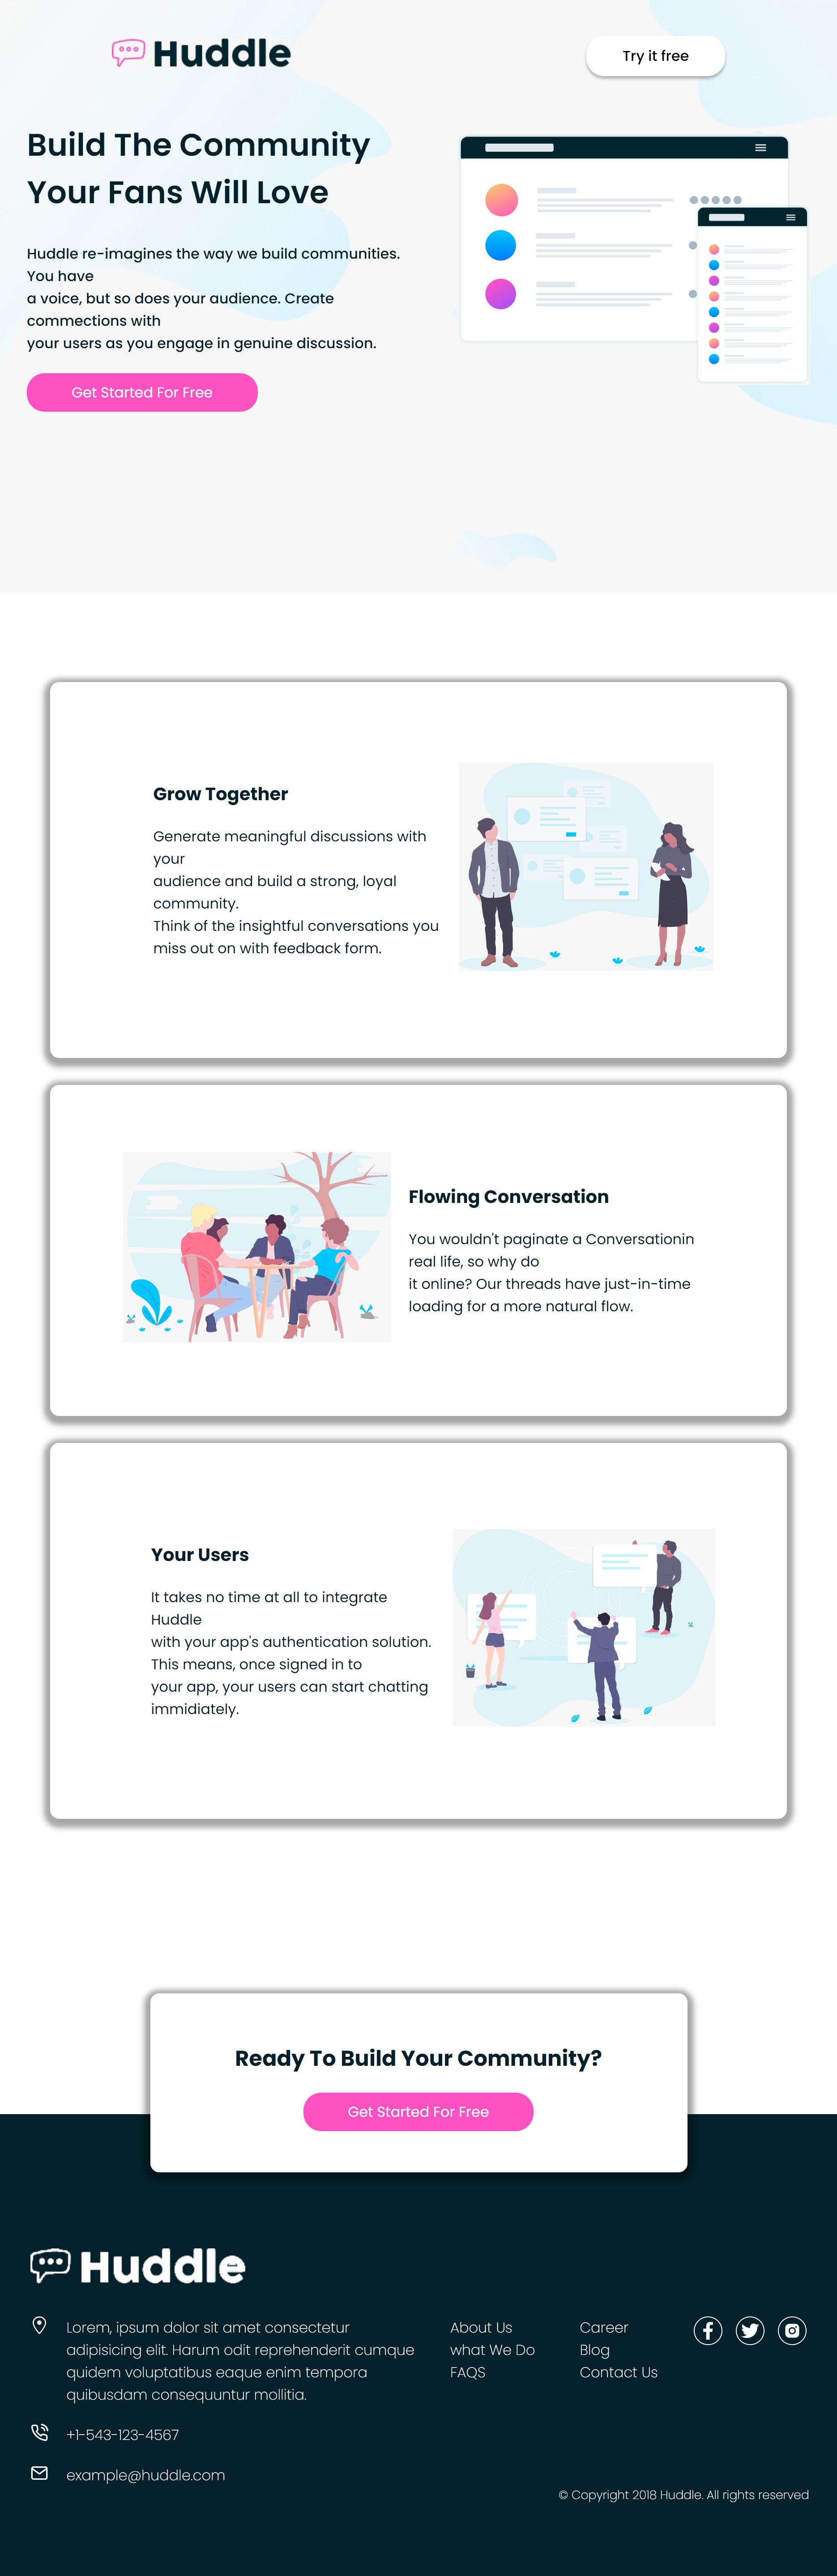 Huddle
Try it free
Build The Community
Your Fans Will Love
Huddle re-imagines the way we build communities.
You have
a voice, but so does your audience. Create
commections with
your users as you engage in genuine discussion.
Get Started For Free
Grow Together
Generate meaningful discussions with
your
audience and build a strong, loyal
community.
Think of the insightful conversations you
miss out on with feedback form.
Flowing Conversation
You wouldn't paginate a Conversationin
real life, so why do
it online? Our threads have just-in-time
loading for a more natural flow.
Your Users
It takes no time at all to integrate
Huddle
with your app's authentication solution.
This means, once signed in to
your app, your users can start chatting
immidiately.
Ready To Build Your Community?
Get Started For Free
Huddle
Lorem, ipsum dolor sit amet consectetur
adipisicing elit. Harum odit reprehenderit cumque
quidem voluptatibus eaque enim tempora
quibusdam consequuntur mollitia.
+1-543-123-4567
example@huddle.com
About Us
what We Do
FAQS
Career
Blog
Contact Us
© Copyright 2018 Huddle. All rights reserved